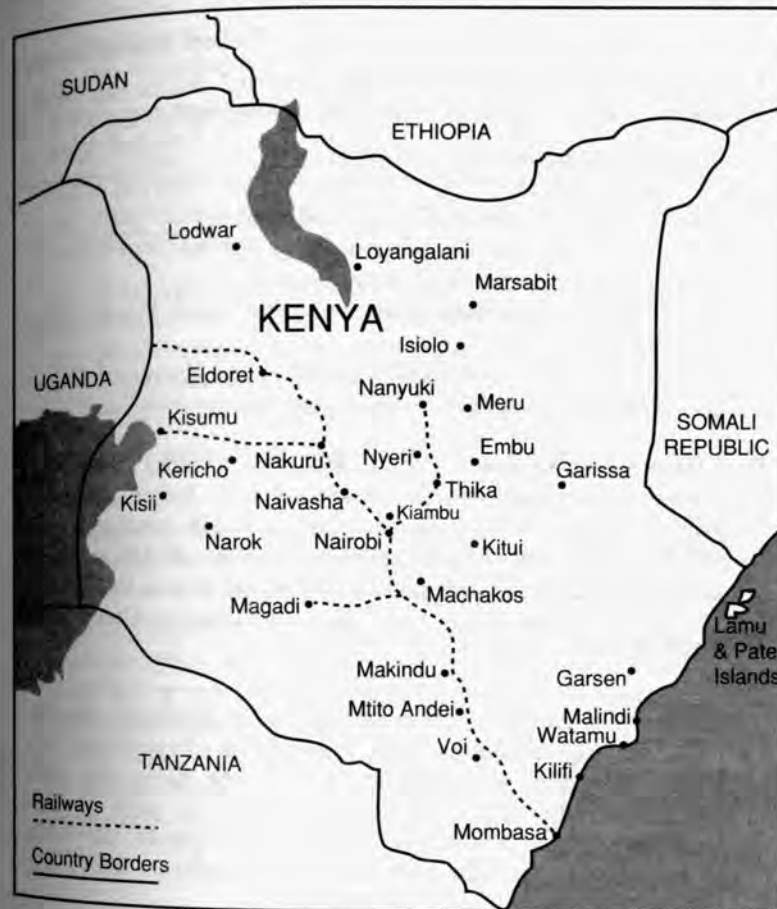 SUDAN
ETHIOPIA
Lodwar
Loyangalani
Marsabit
KENYA
Isiolo
UGANDA
Eldoret
Nanyuki
Meru
SOMALI
REPUBLIC
Kisumu
Kericho
Nakuru
Nyeri
Embu
Garissa
Kisii
Naivasha
Thika
Kiambu
Narok
Nairobi
Kitui
Magadi
Machakos
Lamu
& Pate
Islands
Makindu
Garsen
Mtito Andei
Malindi
Watamu
TANZANIA
Voi
Kilifi
Railways
Mombasa
Country Borders